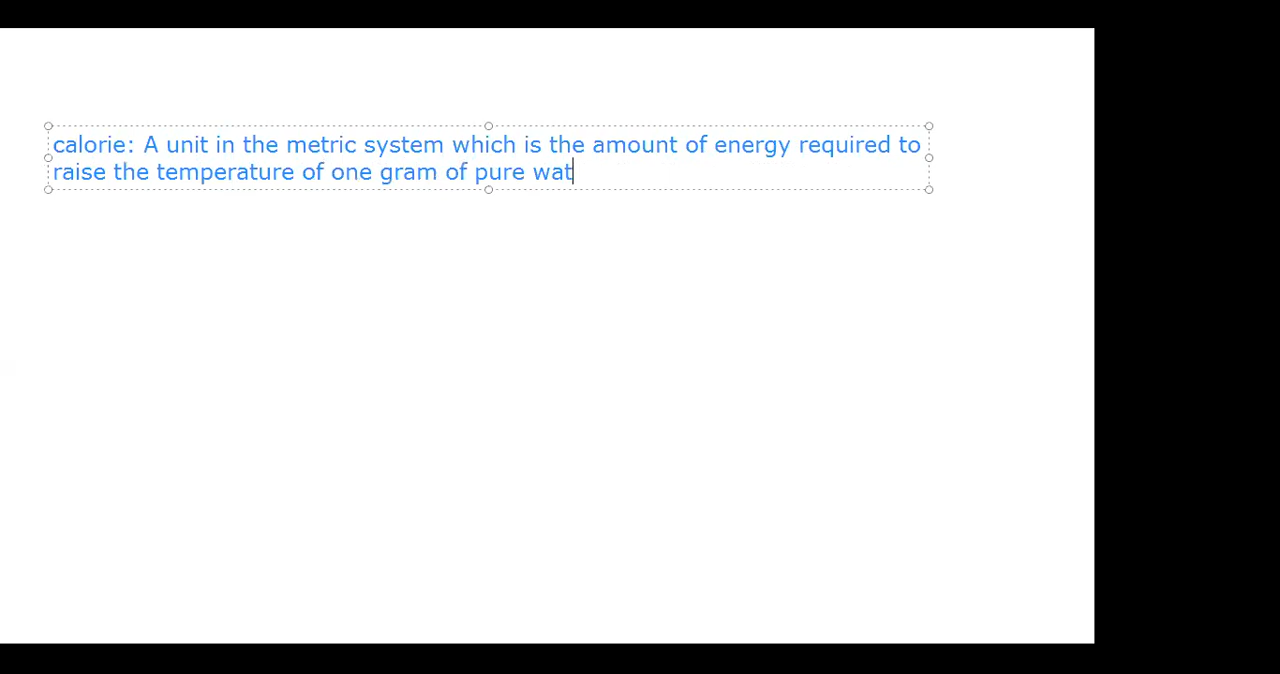 calorie: A unit in the metric system which is the amount of energy required to
raise the temperature of one gram of pure wat